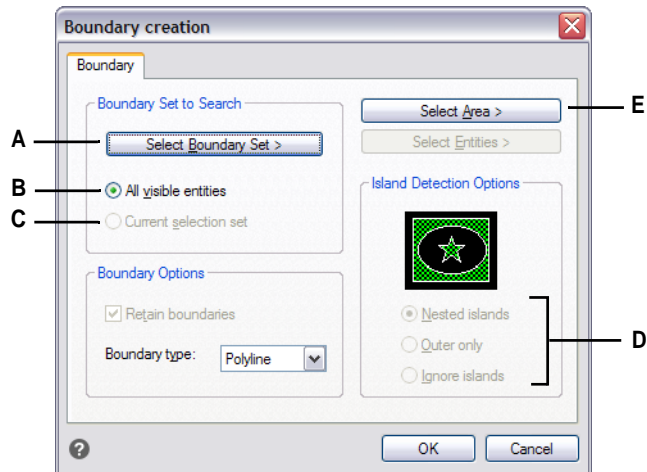 Boundary creation
Boundary
Boundary Set to Search
A
Select Boundary Set >
B
All visible entities
C
Current selection set
Boundary Options
Retain boundaries
Boundary type:
Polyline
Select Area >
E
Select Entities >
Island Detection Options
Nested islands
Outer only
Ignore islands
D
?
OK
Cancel